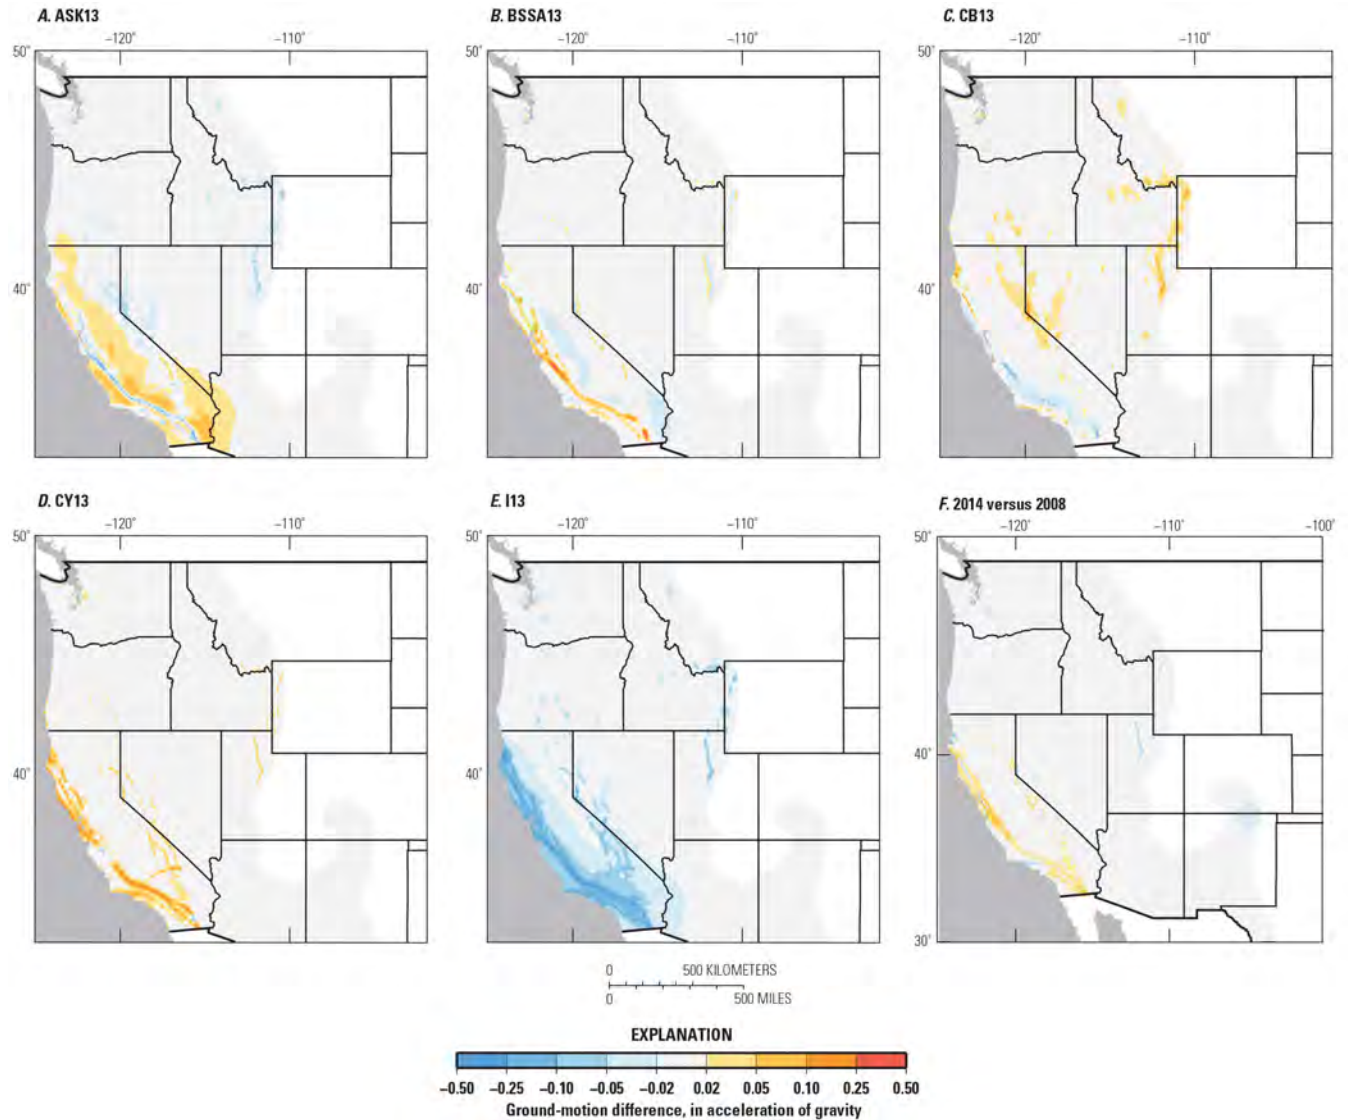 A. ASK13
B. BSSA13
C. CB13
−120°
−110°
−120°
−110°
−120°
−110°
50°
50°
50°
40°
40°
40°
D. CY13
E. I13
F. 2014 versus 2008
−120°
−110°
−120°
−110°
−120°
−110°
−100°
50°
50°
50°
40°
40°
40°
30°
0 500 KILOMETERS
0 500 MILES
EXPLANATION
−0.50 −0.25 −0.10 −0.05 −0.02 0.02 0.05 0.10 0.25 0.50
Ground-motion difference, in acceleration of gravity